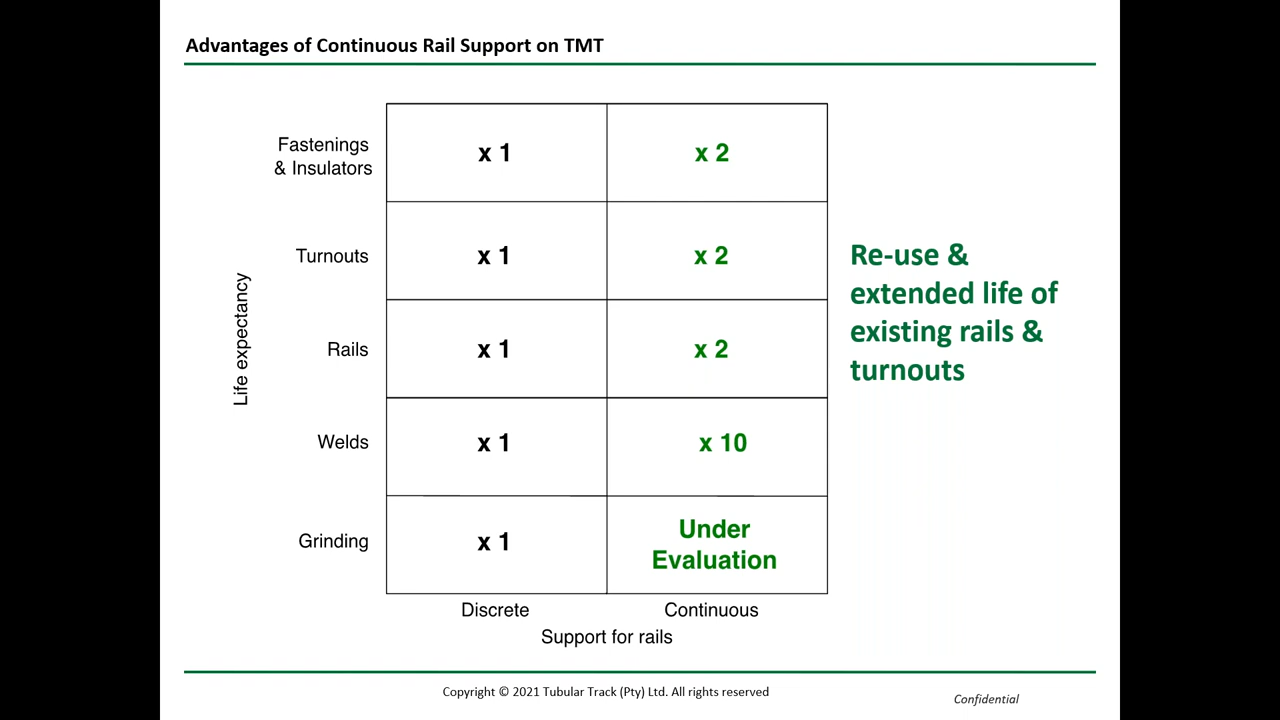 Advantages of Continuous Rail Support on TMT
Fastenings
& Insulators
x 1
x 2
Turnouts
x 1
x 2
Rails
x 1
x 2
Welds
x 1
x 10
Grinding
x 1
Under
Evaluation
Life expectancy
Discrete
Continuous
Support for rails
Re-use &
extended life of
existing rails &
turnouts
Copyright © 2021 Tubular Track (Pty) Ltd. All rights reserved
Confidential